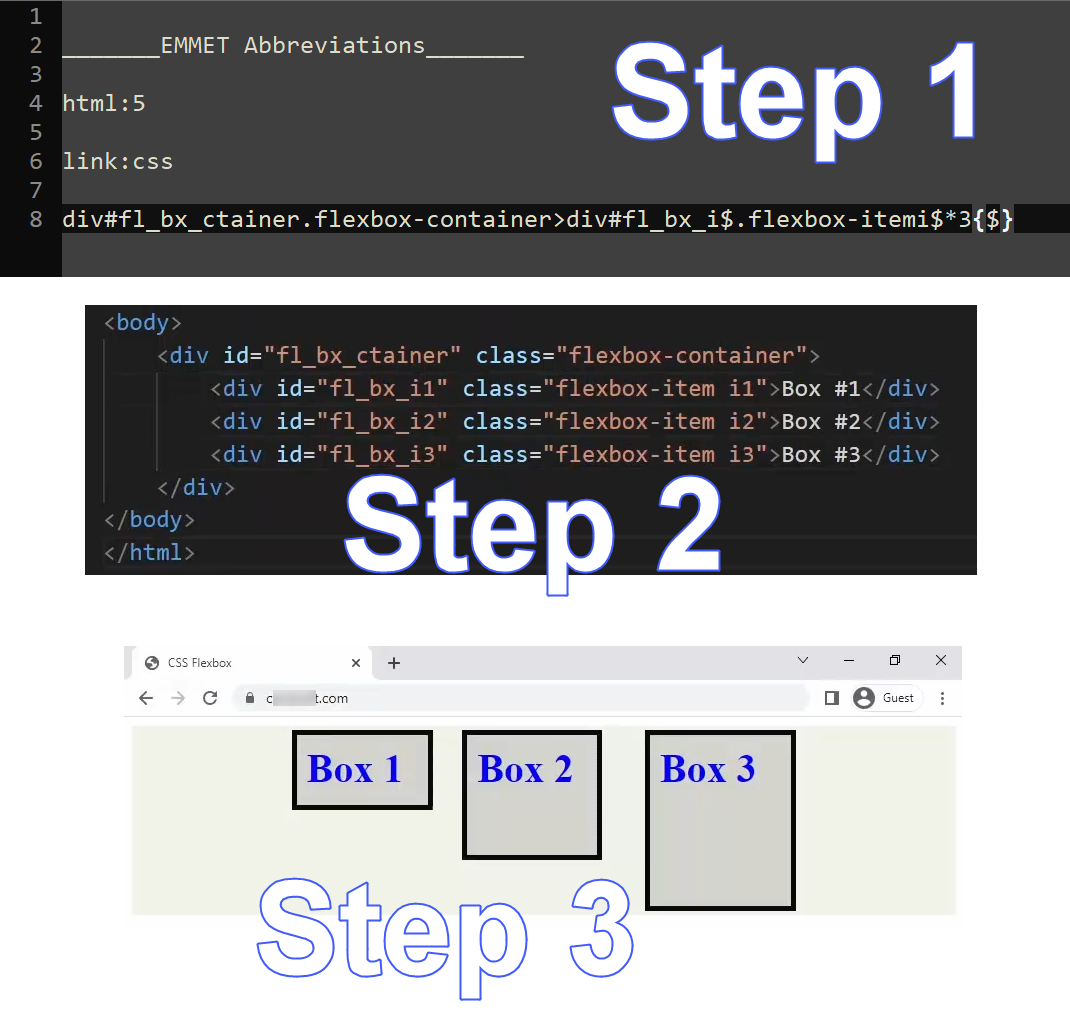 1
2 _______EMMET Abbreviations_______
3
4 html:5
5
6 link:css
7
8 div#fl_bx_ctainer.flexbox-container>div#fl_bx_i$.flexbox-itemi$*3{$}
Step 1
<body>
<div id="fl_bx_ctainer" class="flexbox-container">
<div id="fl_bx_i1" class="flexbox-item i1">Box #1</div>
<div id="fl_bx_i2" class="flexbox-item i2">Box #2</div>
<div id="fl_bx_i3" class="flexbox-item i3">Box #3</div>
</div>
</body>
</html>
Step 2
CSS Flexbox
c t.com Guest
Box 1 Box 2 Box 3
Step 3